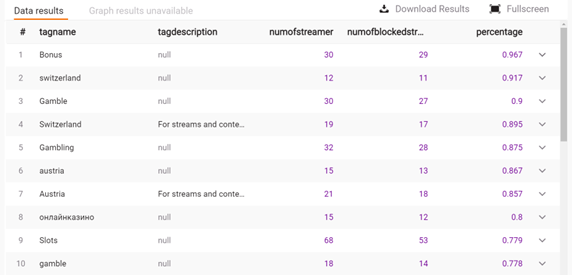 Data results Graph results unavailable Download Results Fullscreen
# tagname tagdescription numofstreamer numofblockedstr... percentage
1 Bonus null 30 29 0.967
2 switzerland null 12 11 0.917
3 Gamble null 30 27 0.9
4 Switzerland For streams and conte... 19 17 0.895
5 Gambling null 32 28 0.875
6 austria null 15 13 0.867
7 Austria For streams and conte... 21 18 0.857
8 онлайнказино null 15 12 0.8
9 Slots null 68 53 0.779
10 gamble null 18 14 0.778